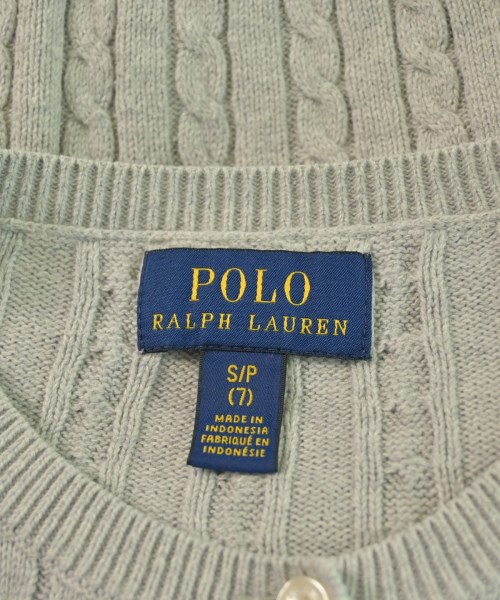 POLO
RALPH LAUREN
S/P
(7)
MADE IN
INDONESIA
FABRIQUÉ EN
INDONÉSIE